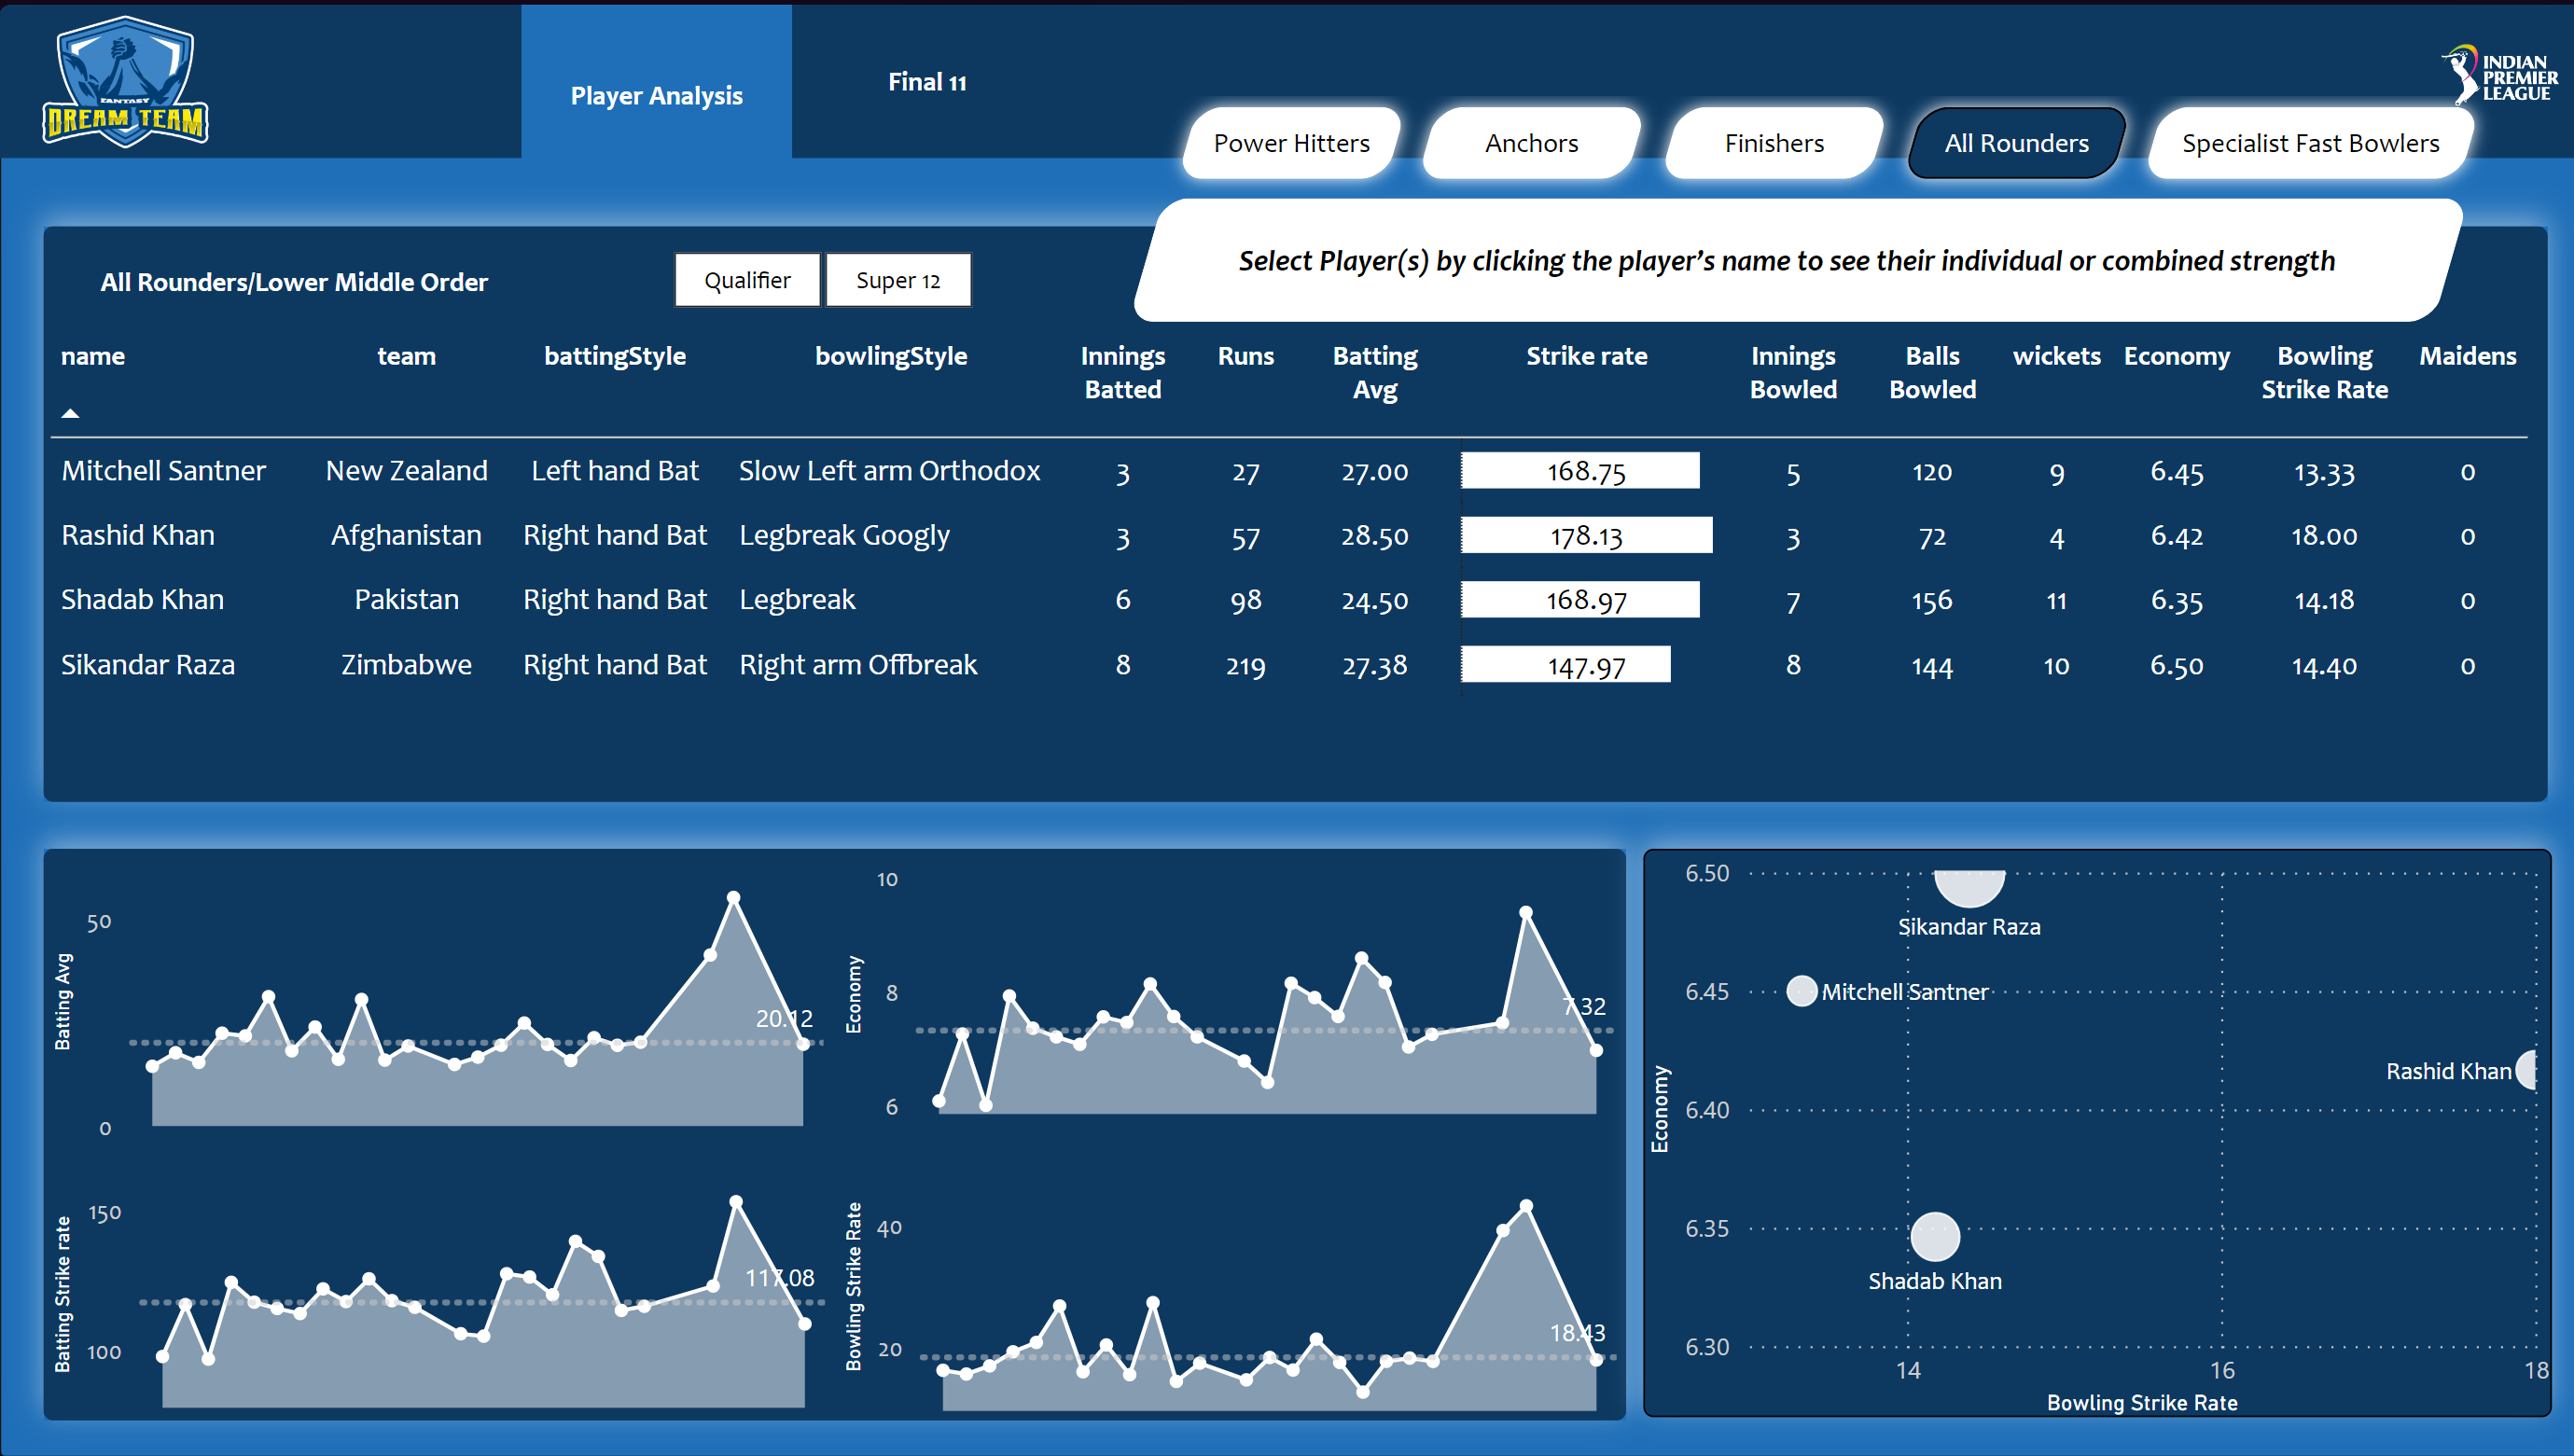 FANTASY
DREAM TEAM
Player Analysis
Final 11
INDIAN
PREMIER
LEAGUE
Power Hitters
Anchors
Finishers
All Rounders
Specialist Fast Bowlers
Select Player(s) by clicking the player's name to see their individual or combined strength
All Rounders/Lower Middle Order
Qualifier
Super 12
name team battingStyle bowlingStyle Innings Batted Runs Batting Avg Strike rate Innings Bowled Balls Bowled wickets Economy Bowling Strike Rate Maidens
Mitchell Santner New Zealand Left hand Bat Slow Left arm Orthodox 3 27 27.00 168.75 5 120 9 6.45 13.33 0
Rashid Khan Afghanistan Right hand Bat Legbreak Googly 3 57 28.50 178.13 3 72 4 6.42 18.00 0
Shadab Khan Pakistan Right hand Bat Legbreak 6 98 24.50 168.97 7 156 11 6.35 14.18 0
Sikandar Raza Zimbabwe Right hand Bat Right arm Offbreak 8 219 27.38 147.97 8 144 10 6.50 14.40 0
Batting Avg
50
0
20.12
Economy
10
8
6
7.32
Batting Strike rate
150
100
117.08
Bowling Strike Rate
40
20
18.43
Economy
6.50
6.45
6.40
6.35
6.30
Sikandar Raza
Mitchell Santner
Rashid Khan
Shadab Khan
14 16 18
Bowling Strike Rate